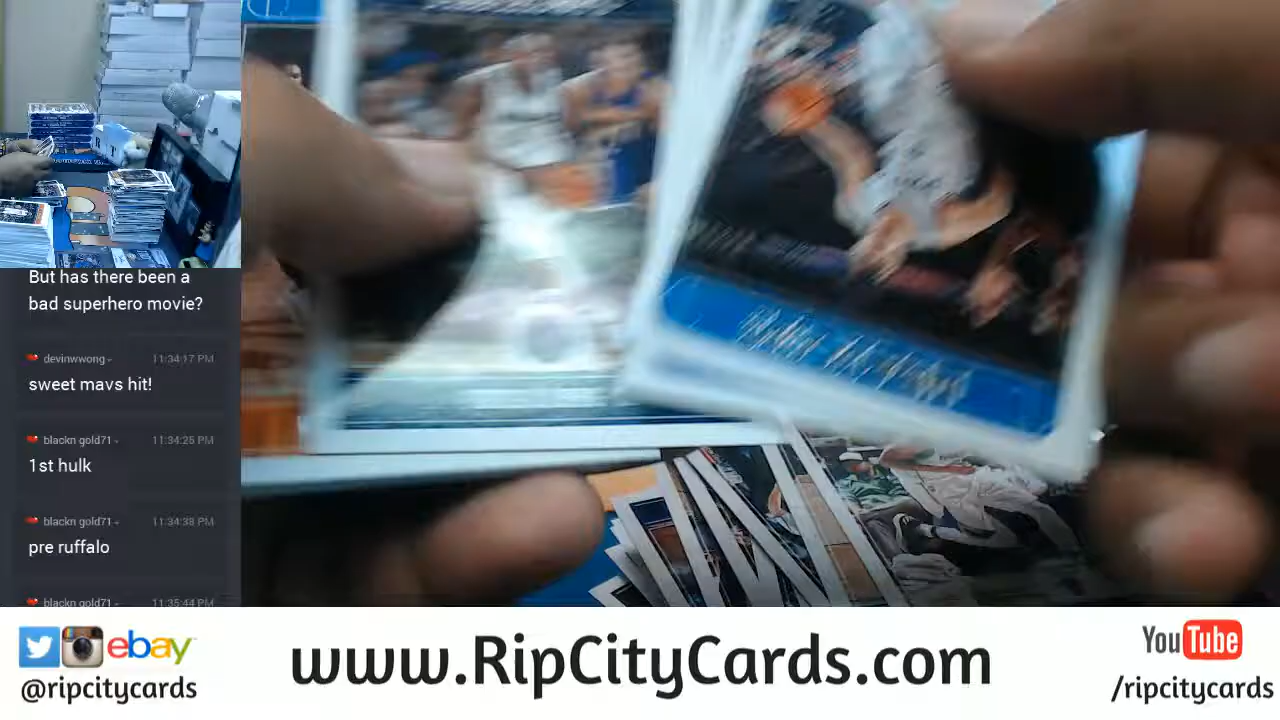 But has there been a
bad superhero movie?
devinwwong 11:34:17 PM
sweet mavs hit!
blackn gold71 11:34:25 PM
1st hulk
blackn gold71 11:34:38 PM
pre ruffalo
blackn gold71 11:35:44 PM
ebay
@ripcitycards
www.RipCityCards.com
YouTube
/ripcitycards